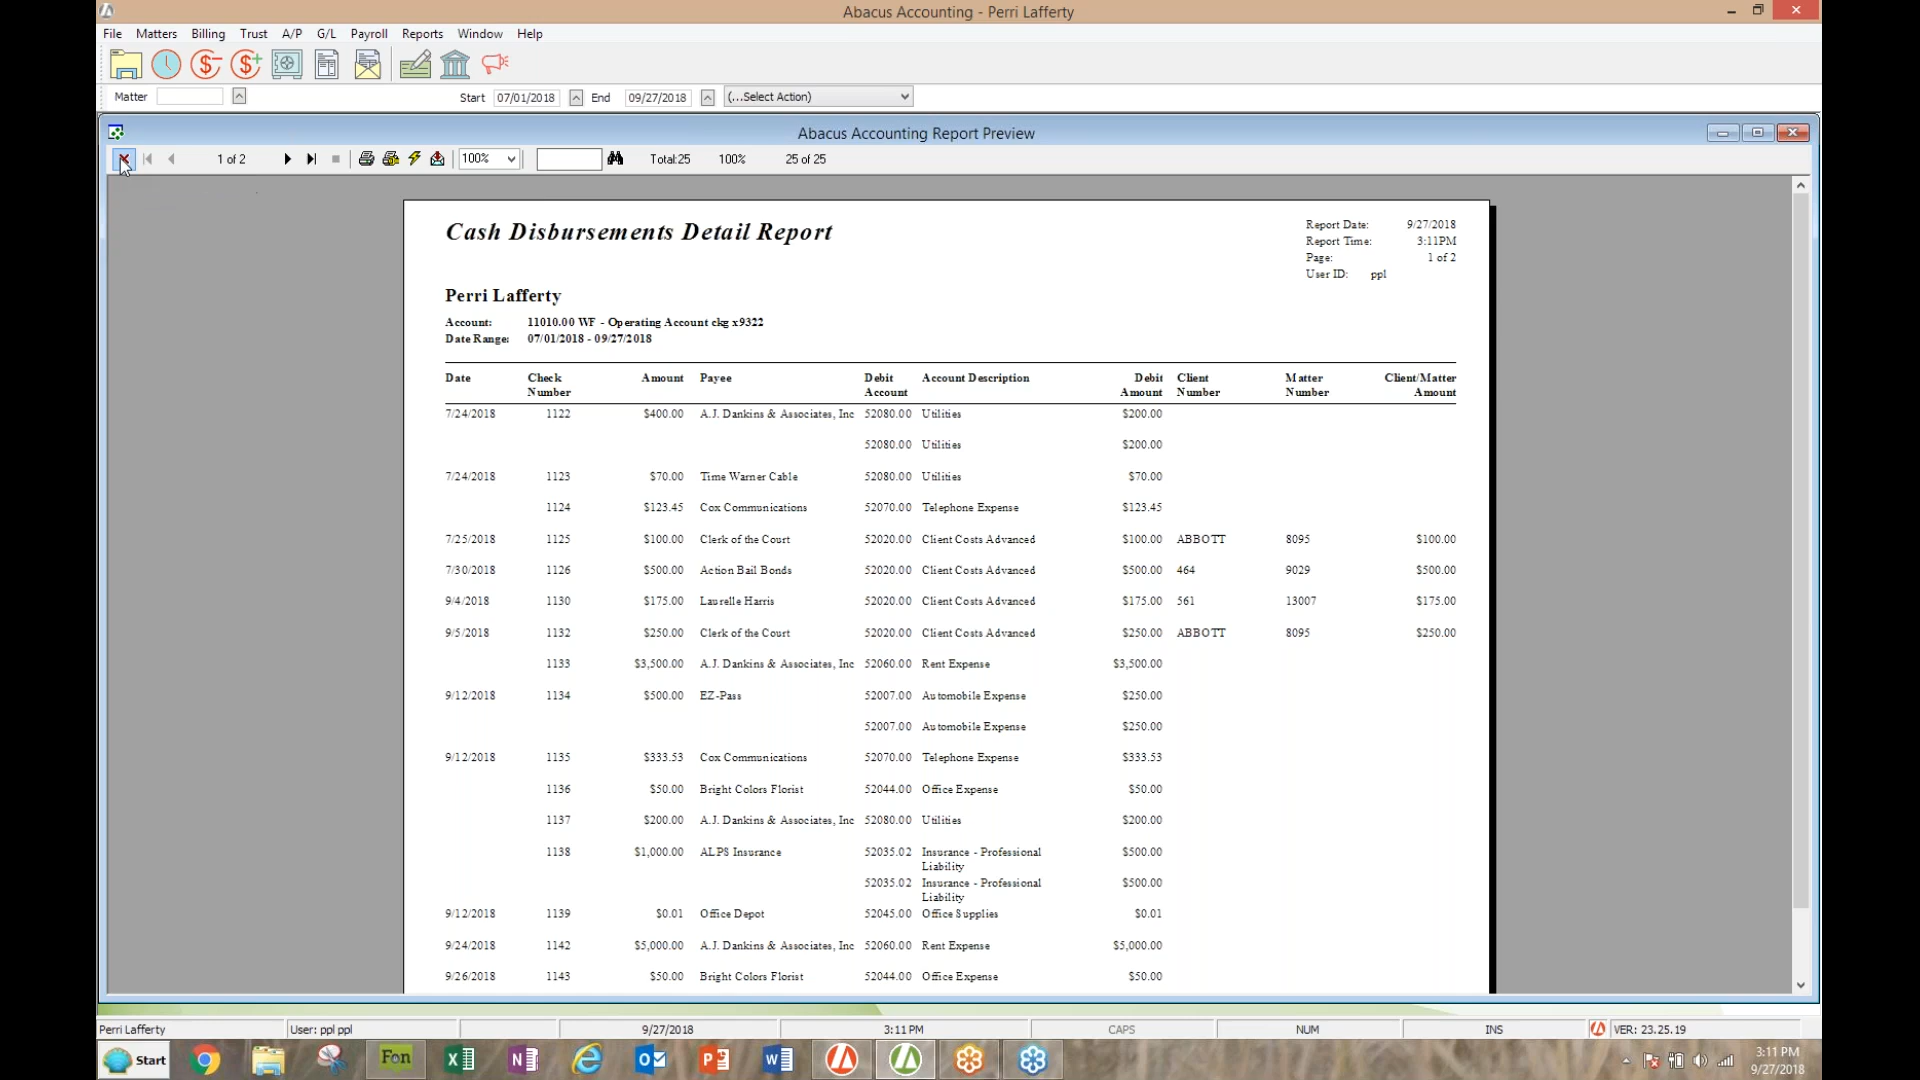 Abacus Accounting - Perri Lafferty
File Matters Billing Trust A/P G/L Payroll Reports Window Help
Matter Start 07/01/2018 End 09/27/2018 (...Select Action)
Abacus Accounting Report Preview
1 of 2 100% Total:25 100% 25 of 25
Cash Disbursements Detail Report
Report Date: 9/27/2018
Report Time: 3:11PM
Page: 1 of 2
User ID: ppl
Perri Lafferty
Account: 11010.00 WF - Operating Account ckg x9322
Date Range: 07/01/2018 - 09/27/2018
Date Check Amount Payee Debit Account Description Debit Client Matter Client/Matter
Number Account Amount Number Number Amount
7/24/2018 1122 $400.00 A.J. Dankins & Associates, Inc 52080.00 Utilities $200.00
52080.00 Utilities $200.00
7/24/2018 1123 $70.00 Time Warner Cable 52080.00 Utilities $70.00
1124 $123.45 Cox Communications 52070.00 Telephone Expense $123.45
7/25/2018 1125 $100.00 Clerk of the Court 52020.00 Client Costs Advanced $100.00 ABBOTT 8095 $100.00
7/30/2018 1126 $500.00 Action Bail Bonds 52020.00 Client Costs Advanced $500.00 464 9029 $500.00
9/4/2018 1130 $175.00 Laurelle Harris 52020.00 Client Costs Advanced $175.00 561 13007 $175.00
9/5/2018 1132 $250.00 Clerk of the Court 52020.00 Client Costs Advanced $250.00 ABBOTT 8095 $250.00
1133 $3,500.00 A.J. Dankins & Associates, Inc 52060.00 Rent Expense $3,500.00
9/12/2018 1134 $500.00 EZ-Pass 52007.00 Automobile Expense $250.00
52007.00 Automobile Expense $250.00
9/12/2018 1135 $333.53 Cox Communications 52070.00 Telephone Expense $333.53
1136 $50.00 Bright Colors Florist 52044.00 Office Expense $50.00
1137 $200.00 A.J. Dankins & Associates, Inc 52080.00 Utilities $200.00
1138 $1,000.00 ALPS Insurance 52035.02 Insurance - Professional $500.00
Liability
52035.02 Insurance - Professional $500.00
Liability
9/12/2018 1139 $0.01 Office Depot 52045.00 Office Supplies $0.01
9/24/2018 1142 $5,000.00 A.J. Dankins & Associates, Inc 52060.00 Rent Expense $5,000.00
9/26/2018 1143 $50.00 Bright Colors Florist 52044.00 Office Expense $50.00
Perri Lafferty User: ppl ppl 9/27/2018 3:11 PM CAPS NUM INS VER: 23.25.19
Start Fon 3:11 PM
9/27/2018